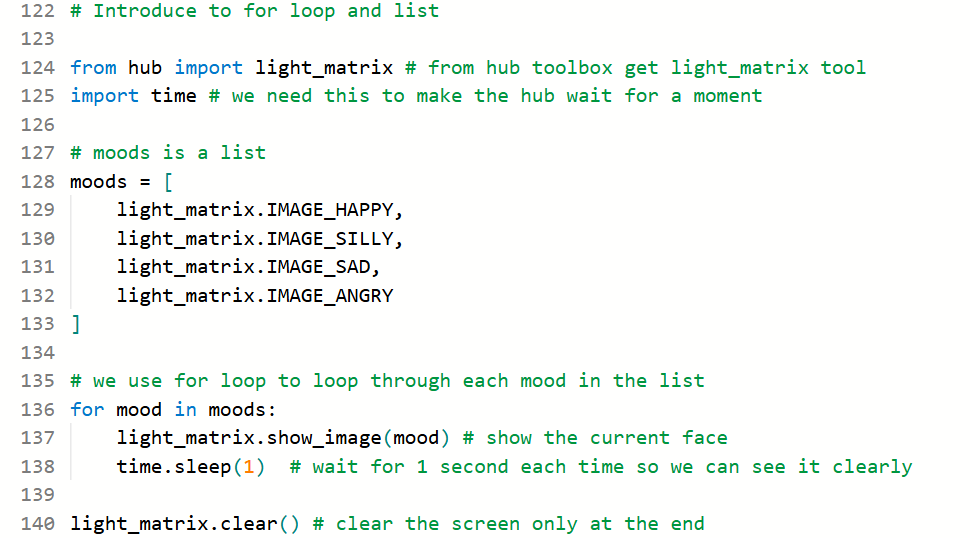 122 # Introduce to for loop and list
123
124 from hub import light_matrix # from hub toolbox get light_matrix tool
125 import time # we need this to make the hub wait for a moment
126
127 # moods is a list
128 moods = [
129     light_matrix.IMAGE_HAPPY,
130     light_matrix.IMAGE_SILLY,
131     light_matrix.IMAGE_SAD,
132     light_matrix.IMAGE_ANGRY
133 ]
134
135 # we use for loop to loop through each mood in the list
136 for mood in moods:
137     light_matrix.show_image(mood) # show the current face
138     time.sleep(1)  # wait for 1 second each time so we can see it clearly
139
140 light_matrix.clear() # clear the screen only at the end